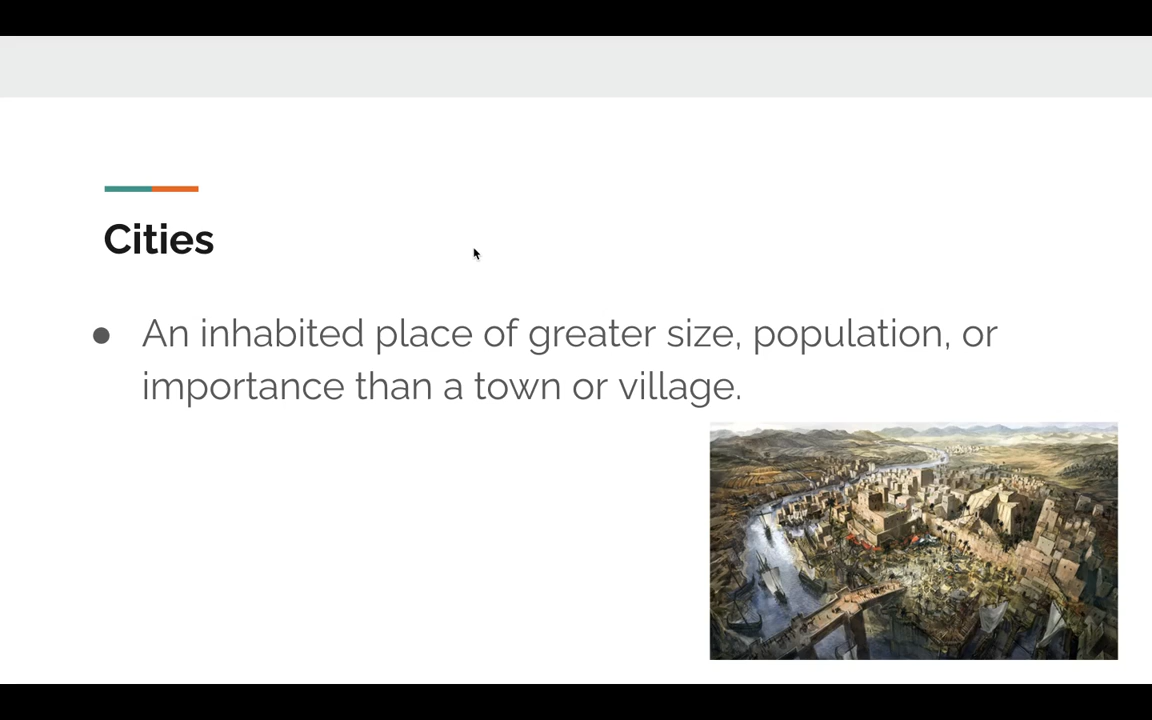 Cities
● An inhabited place of greater size, population, or
importance than a town or village.